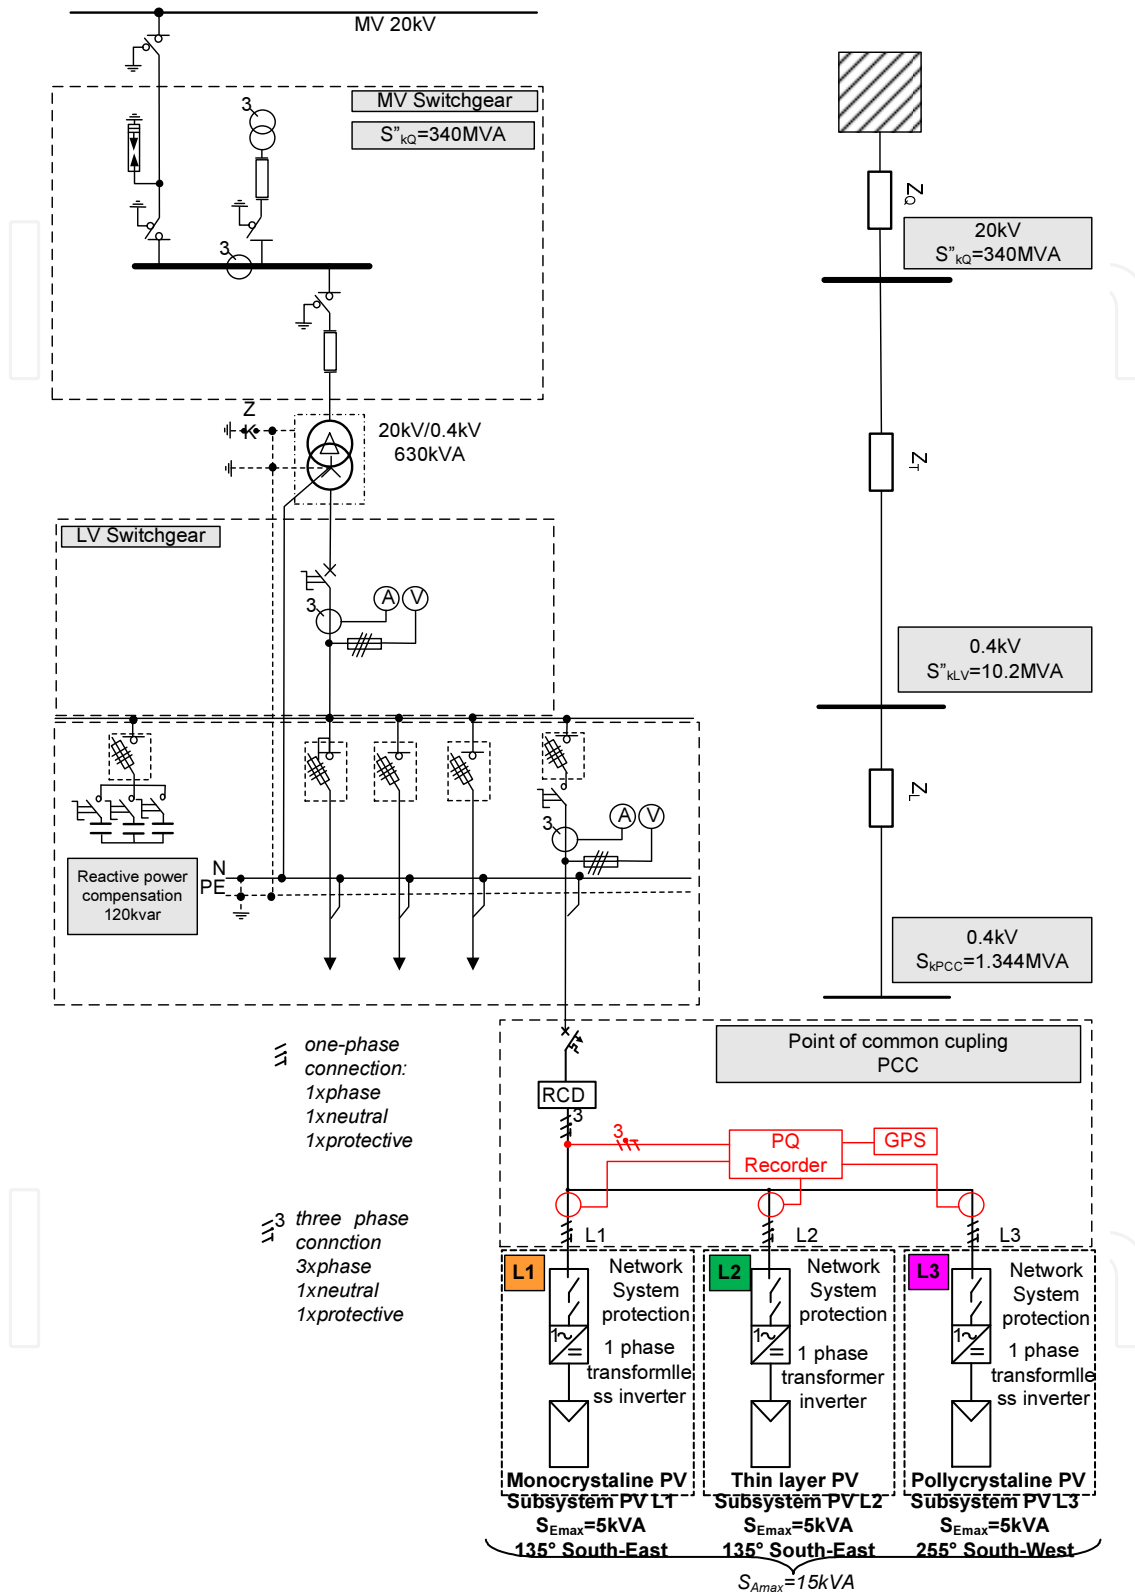 MV 20kV
MV Switchgear
S"kQ=340MVA
3
3
ZQ
20kV
S"kQ=340MVA
Z
K
20kV/0.4kV
630kVA
ZT
LV Switchgear
A V
3
0.4kV
S"kLV=10.2MVA
ZL
A V
3
Reactive power
compensation
120kvar
N
PE
0.4kV
SkPCC=1.344MVA
one-phase
connection:
1xphase
1xneutral
1xprotective
Point of common cupling
PCC
RCD
3
3
PQ
Recorder
GPS
3 three phase
connction
3xphase
1xneutral
1xprotective
L1
L2
L3
L1
Network
System
protection
1~
=
1 phase
transformlle
ss inverter
L2
Network
System
protection
1~
=
1 phase
transformer
inverter
L3
Network
System
protection
1~
=
1 phase
transformlle
ss inverter
Monocrystaline PV
Subsystem PV L1
SEmax=5kVA
135° South-East
Thin layer PV
Subsystem PV L2
SEmax=5kVA
135° South-East
Pollycrystaline PV
Subsystem PV L3
SEmax=5kVA
255° South-West
SAmax=15kVA